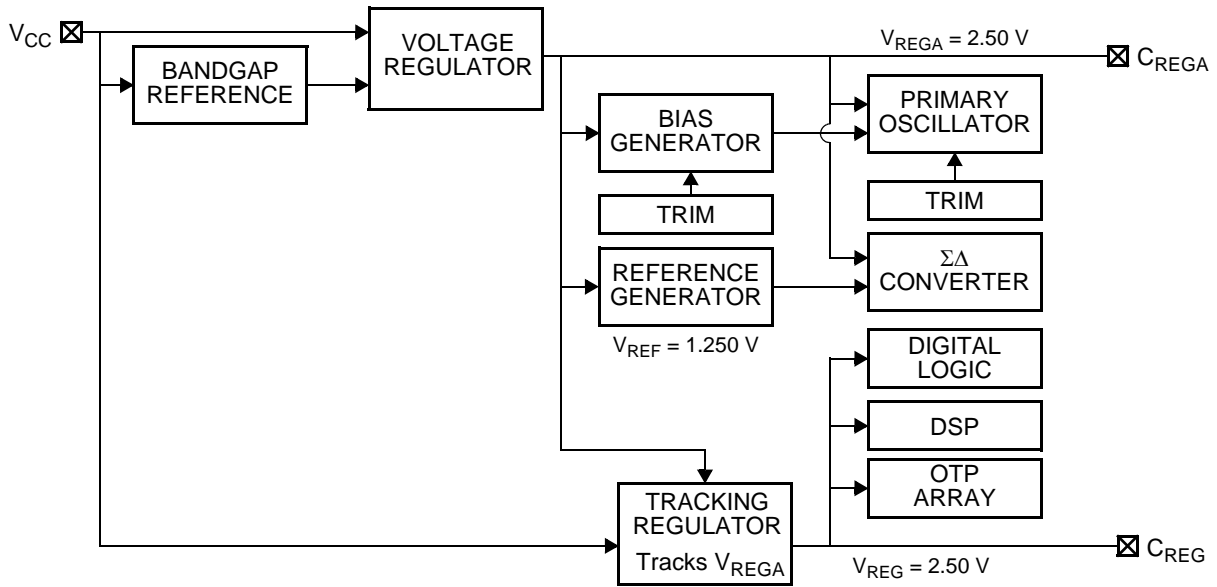 VCC
VOLTAGE
REGULATOR
BANDGAP
REFERENCE
VREGA = 2.50 V
CREGA
BIAS
GENERATOR
PRIMARY
OSCILLATOR
TRIM
TRIM
REFERENCE
GENERATOR
ΣΔ
CONVERTER
VREF = 1.250 V
DIGITAL
LOGIC
DSP
OTP
ARRAY
TRACKING
REGULATOR
Tracks VREGA
VREG = 2.50 V
CREG